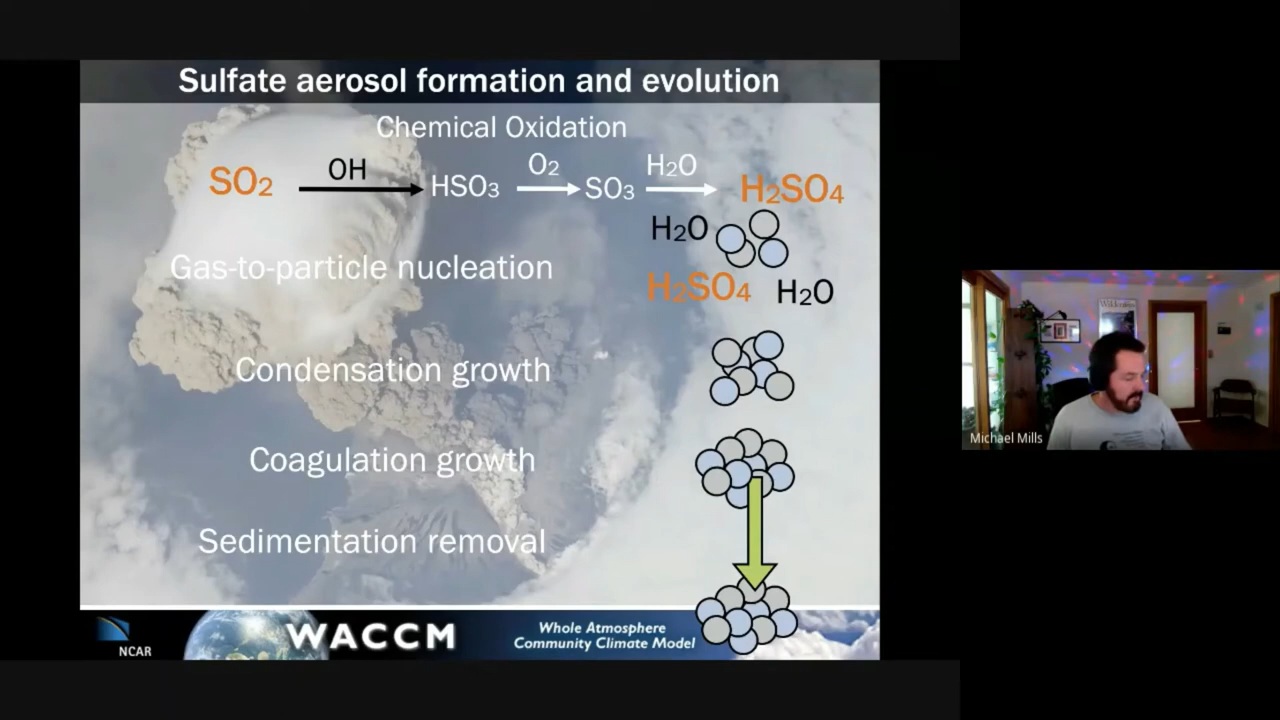 Sulfate aerosol formation and evolution
Chemical Oxidation
SO2 OH HSO3 O2 SO3 H2O H2SO4
H2O
Gas-to-particle nucleation
H2SO4 H2O
Condensation growth
Coagulation growth
Sedimentation removal
NCAR
WACCM
Whole Atmosphere
Community Climate Model
Michael Mills